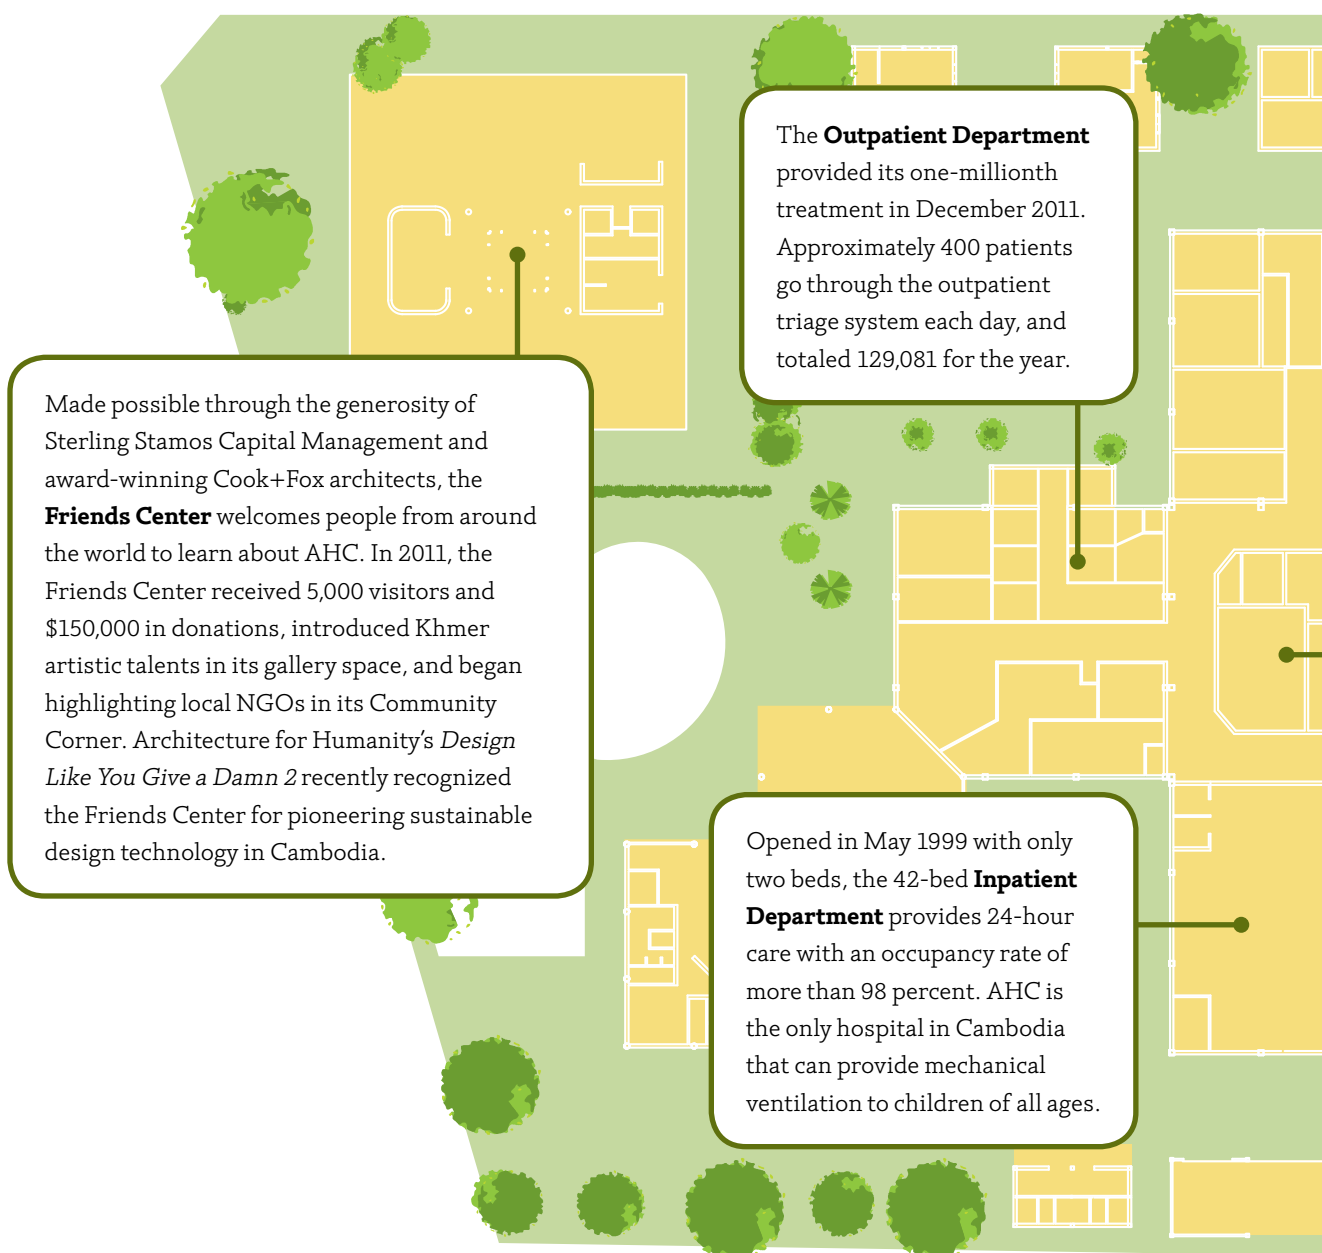 The Outpatient Department
provided its one-millionth
treatment in December 2011.
Approximately 400 patients
go through the outpatient
triage system each day, and
totaled 129,081 for the year.
Made possible through the generosity of
Sterling Stamos Capital Management and
award-winning Cook+Fox architects, the
Friends Center welcomes people from around
the world to learn about AHC. In 2011, the
Friends Center received 5,000 visitors and
$150,000 in donations, introduced Khmer
artistic talents in its gallery space, and began
highlighting local NGOs in its Community
Corner. Architecture for Humanity's Design
Like You Give a Damn 2 recently recognized
the Friends Center for pioneering sustainable
design technology in Cambodia.
Opened in May 1999 with only
two beds, the 42-bed Inpatient
Department provides 24-hour
care with an occupancy rate of
more than 98 percent. AHC is
the only hospital in Cambodia
that can provide mechanical
ventilation to children of all ages.